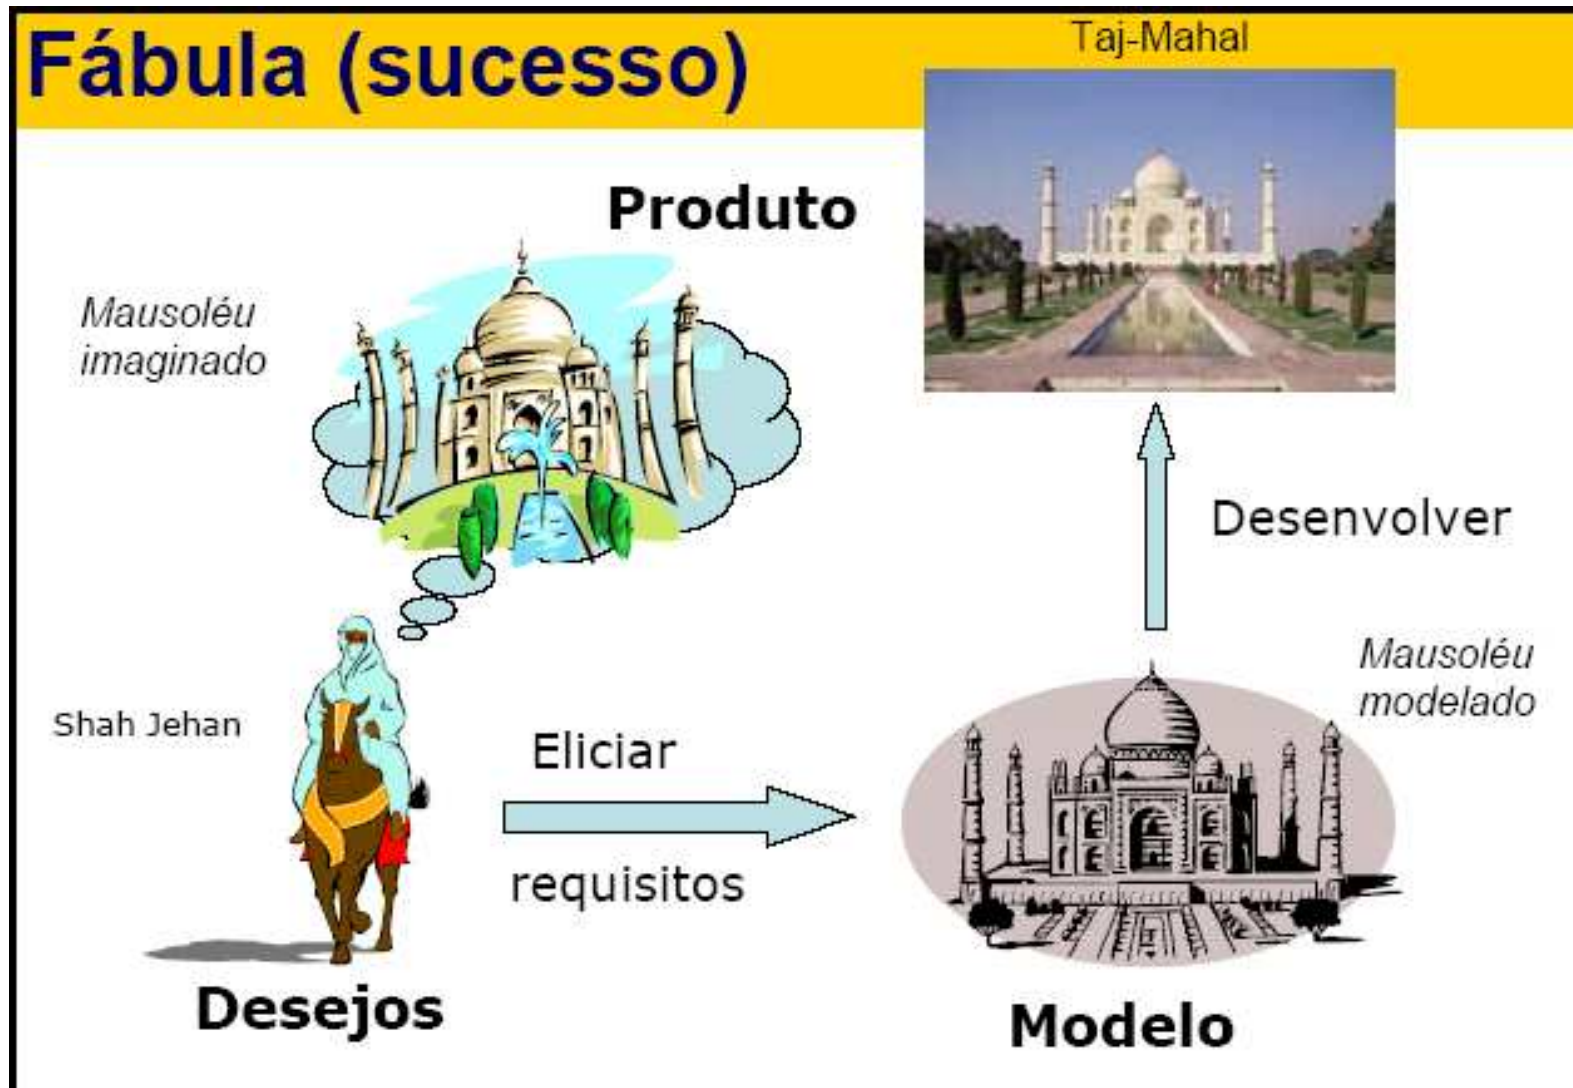 Fábula (sucesso)
Taj-Mahal
Produto
Mausoléu
imaginado
Desenvolver
Mausoléu
modelado
Shah Jehan
Eliciar
requisitos
Desejos
Modelo